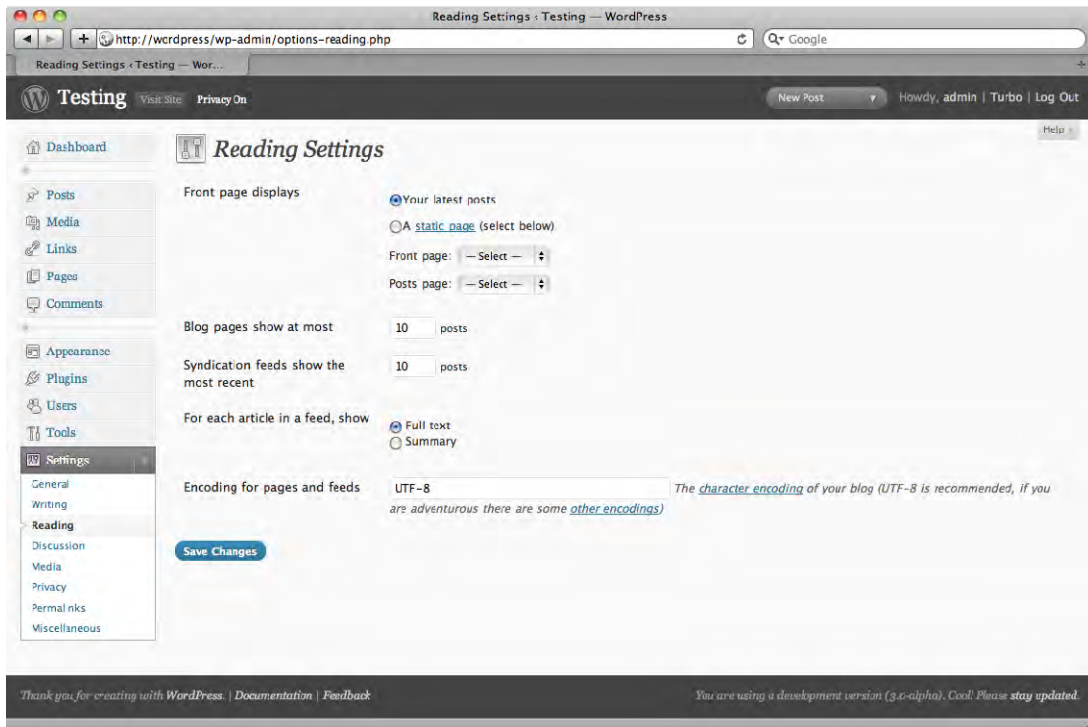 Reading Settings ‹ Testing — WordPress
http://wordpress/wp-admin/options-reading.php
Google
Reading Settings ‹ Testing — Wor...
Testing Visit Site Privacy On
New Post Howdy, admin | Turbo | Log Out
Help
Dashboard
Reading Settings
Posts
Media
Links
Pages
Comments
Appearance
Plugins
Users
Tools
Settings
General
Writing
Reading
Discussion
Media
Privacy
Permalinks
Miscellaneous
Front page displays
Your latest posts
A static page (select below)
Front page: — Select —
Posts page: — Select —
Blog pages show at most 10 posts
Syndication feeds show the
most recent
10 posts
For each article in a feed, show
Full text
Summary
Encoding for pages and feeds UTF-8 The character encoding of your blog (UTF-8 is recommended, if you
are adventurous there are some other encodings)
Save Changes
Thank you for creating with WordPress. | Documentation | Feedback
You are using a development version (3.0-alpha). Cool! Please stay updated.